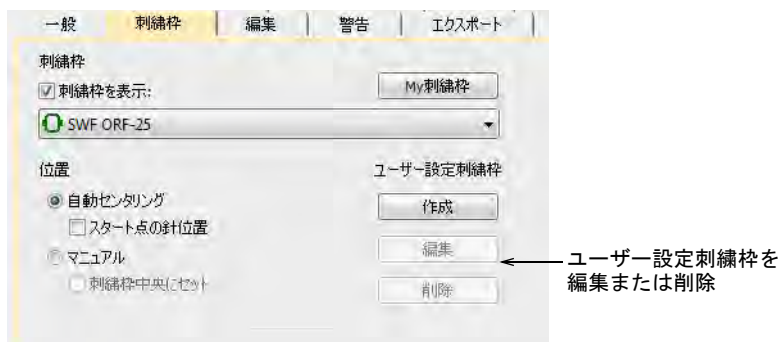 一般 刺繍枠 編集 警告 エクスポート
刺繍枠
刺繍枠を表示:
My刺繍枠
SWF ORF-25
位置
ユーザー設定刺繍枠
自動センタリング
作成
スタート点の針位置
編集
マニュアル
刺繍枠中央にセット
削除
ユーザー設定刺繍枠を
編集または削除